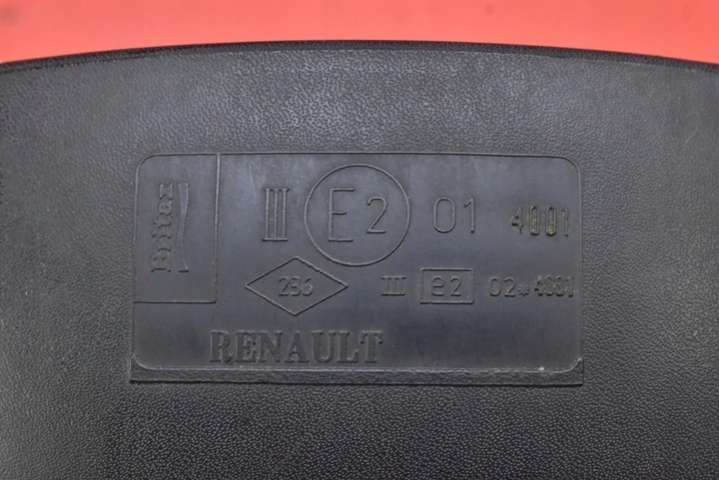 Britax
III E2 01 4001
236 III e2 02*4001
RENAULT